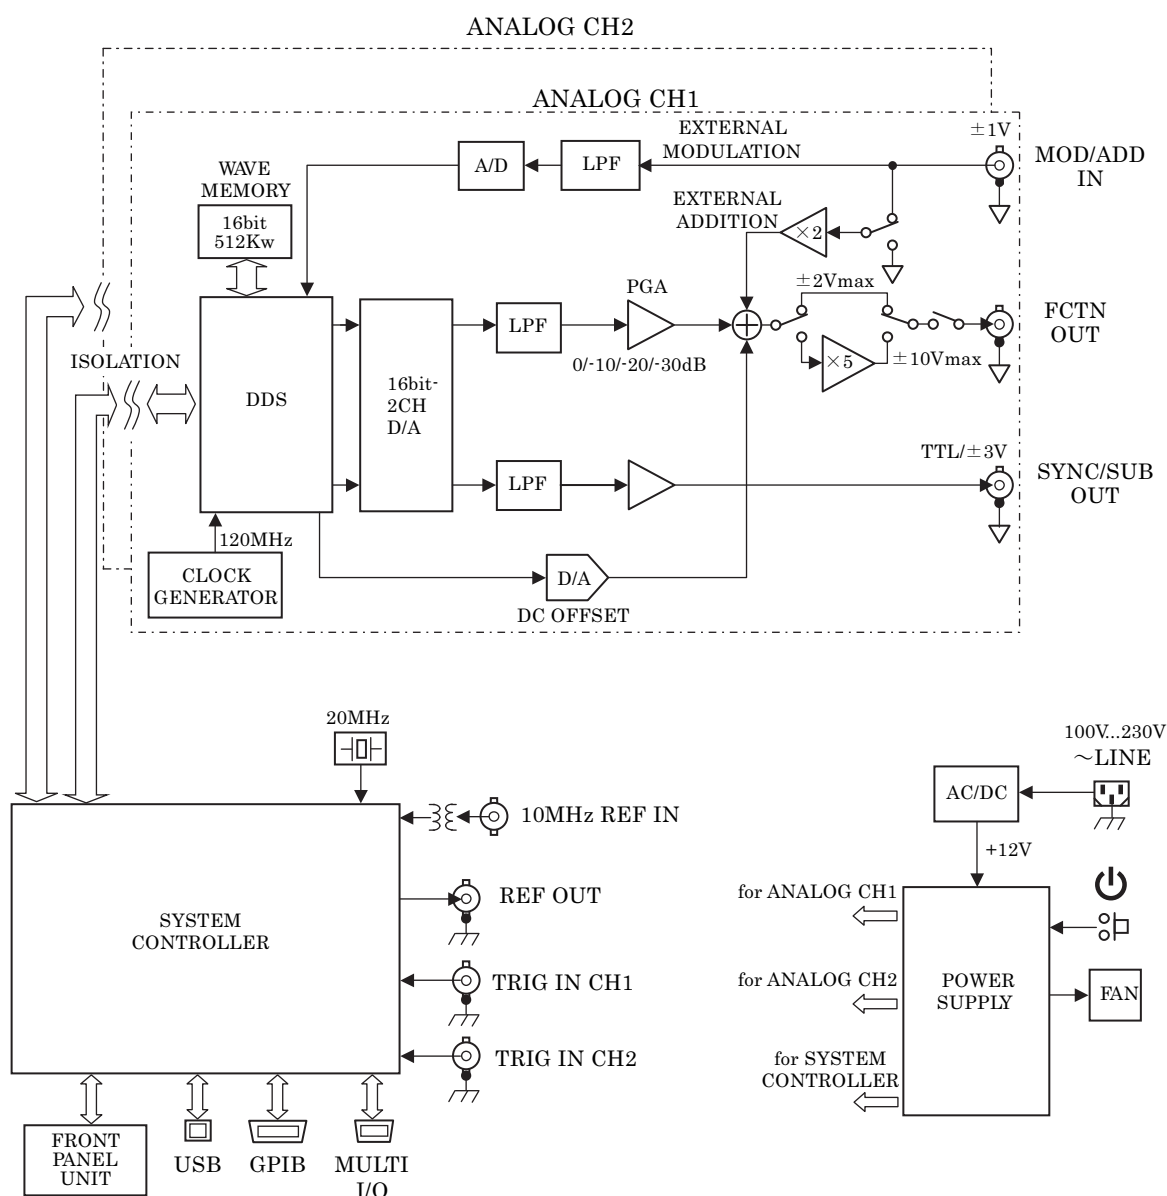 ANALOG CH2
ANALOG CH1
EXTERNAL
MODULATION
±1V
MOD/ADD
IN
A/D
LPF
WAVE
MEMORY
16bit
512Kw
EXTERNAL
ADDITION
×2
±2Vmax
PGA
LPF
FCTN
OUT
0/-10/-20/-30dB
×5
±10Vmax
ISOLATION
DDS
16bit-
2CH
D/A
TTL/±3V
LPF
SYNC/SUB
OUT
120MHz
CLOCK
GENERATOR
D/A
DC OFFSET
20MHz
100V...230V
~LINE
AC/DC
10MHz REF IN
+12V
REF OUT
for ANALOG CH1
SYSTEM
CONTROLLER
TRIG IN CH1
for ANALOG CH2
POWER
SUPPLY
FAN
TRIG IN CH2
for SYSTEM
CONTROLLER
FRONT
PANEL
UNIT
USB
GPIB
MULTI
I/O